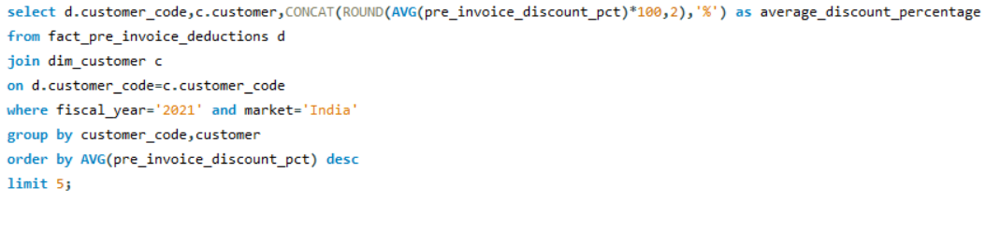 select d.customer_code,c.customer,CONCAT(ROUND(AVG(pre_invoice_discount_pct)*100,2),'%') as average_discount_percentage
from fact_pre_invoice_deductions d
join dim_customer c
on d.customer_code=c.customer_code
where fiscal_year='2021' and market='India'
group by customer_code,customer
order by AVG(pre_invoice_discount_pct) desc
limit 5;